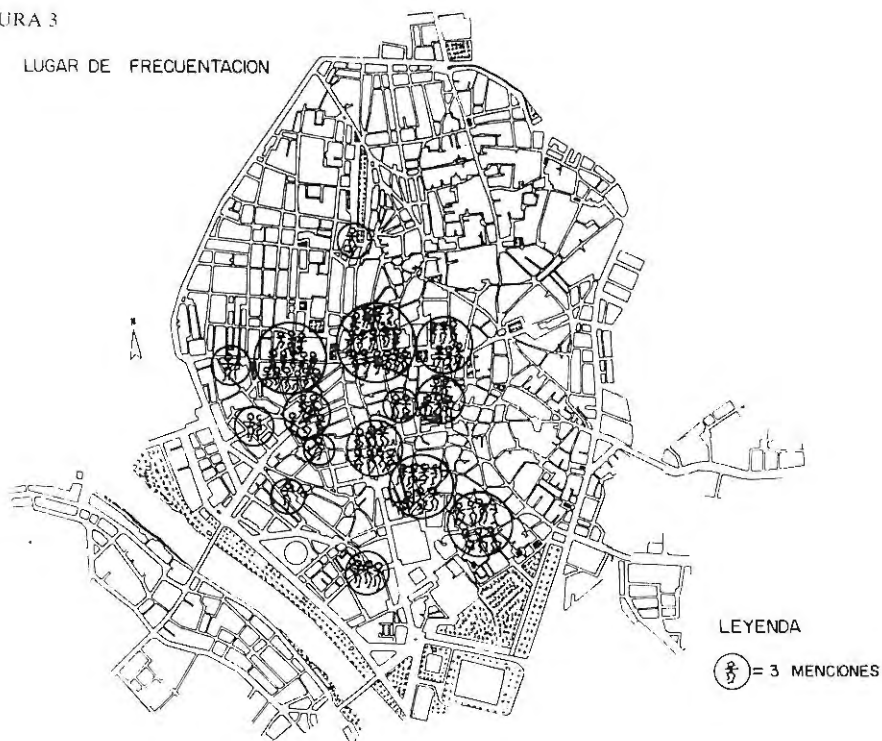 URA 3
LUGAR DE FRECUENTACION
LEYENDA
= 3 MENCIONES